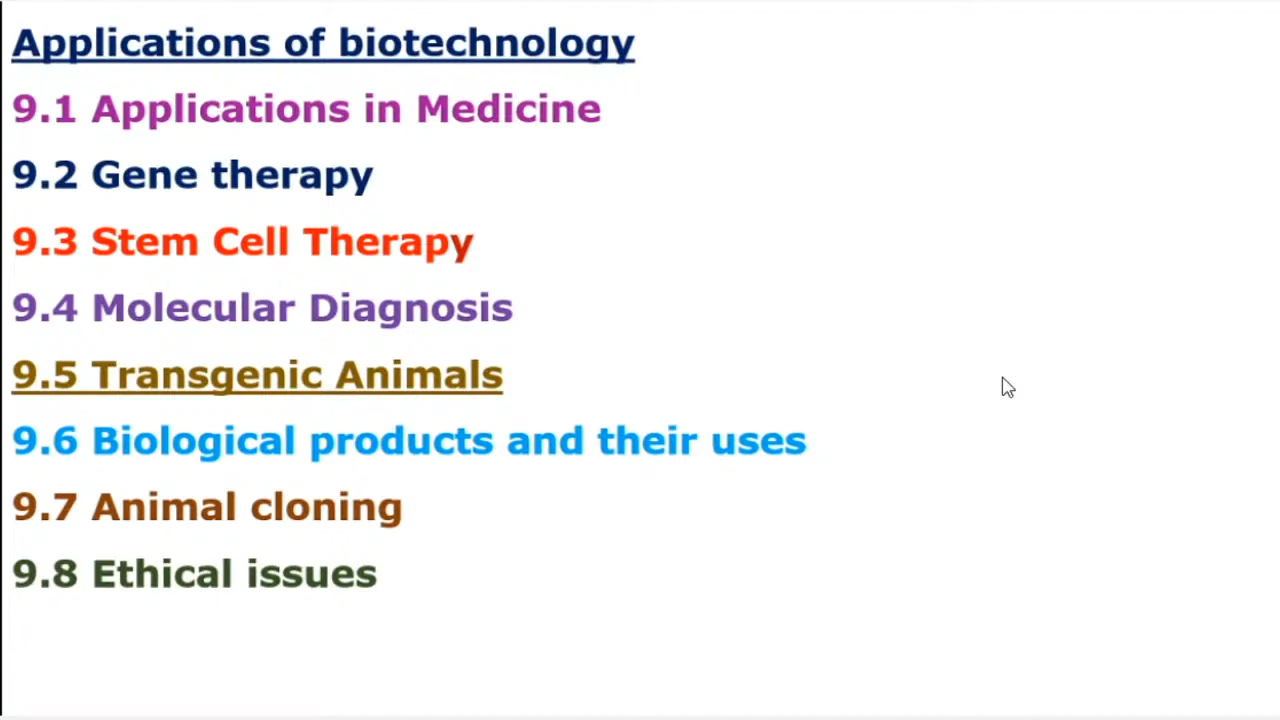 Applications of biotechnology
9.1 Applications in Medicine
9.2 Gene therapy
9.3 Stem Cell Therapy
9.4 Molecular Diagnosis
9.5 Transgenic Animals
9.6 Biological products and their uses
9.7 Animal cloning
9.8 Ethical issues